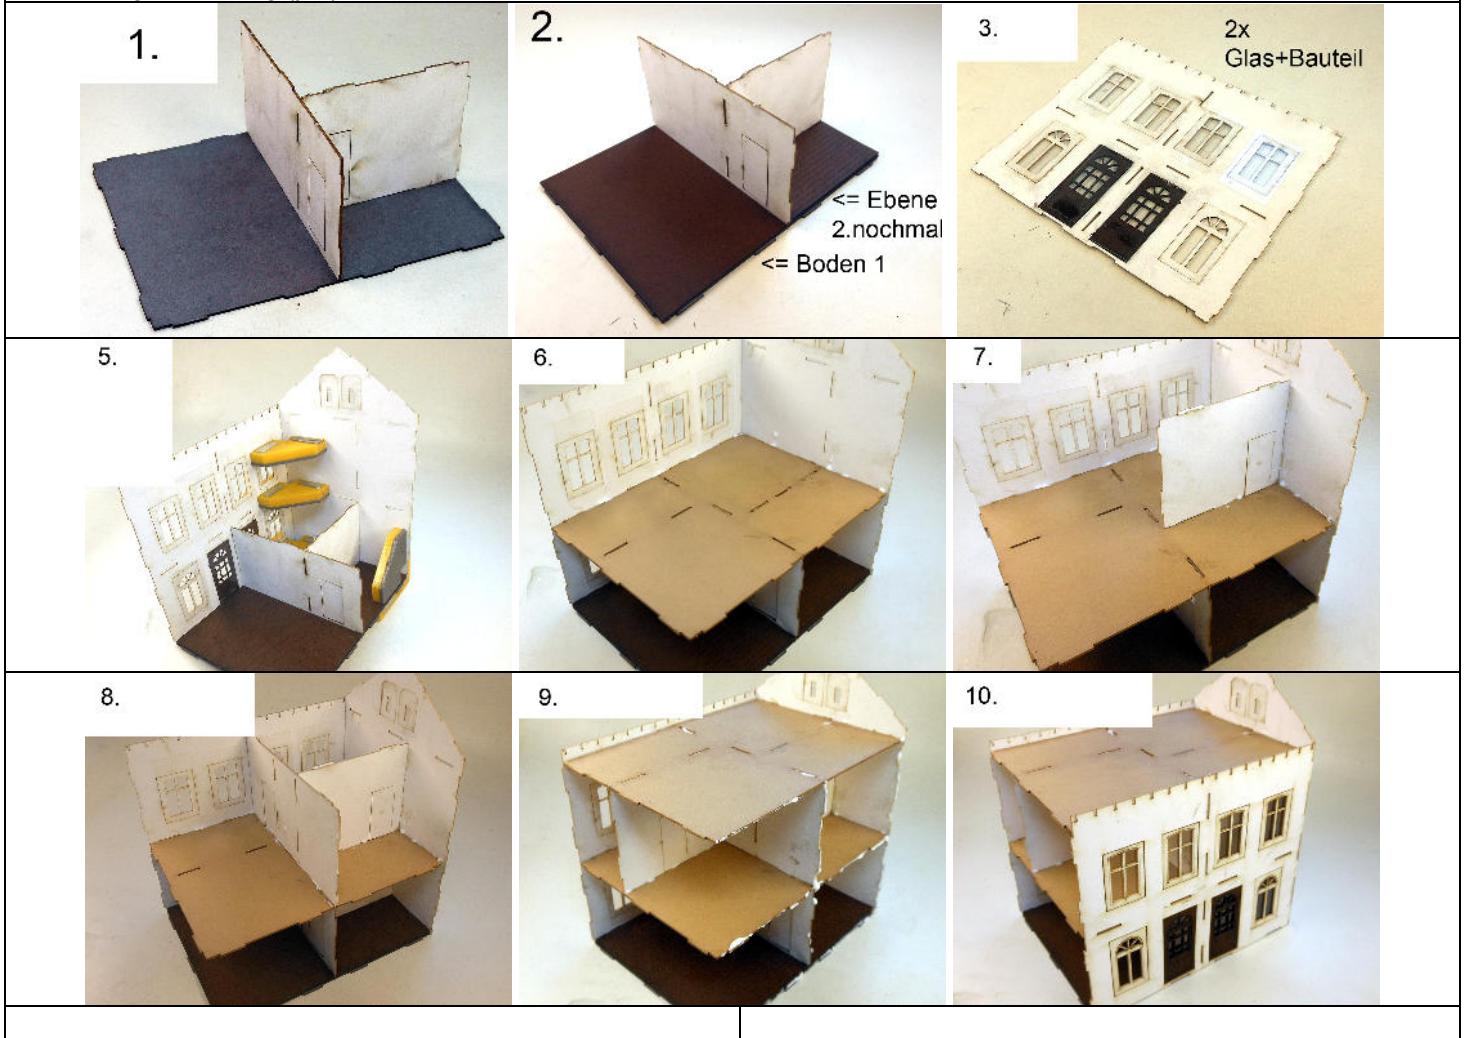 1.
2.
<= Ebene
2.nochmal
<= Boden 1
3.
2x
Glas+Bauteil
5.
6.
7.
8.
9.
10.